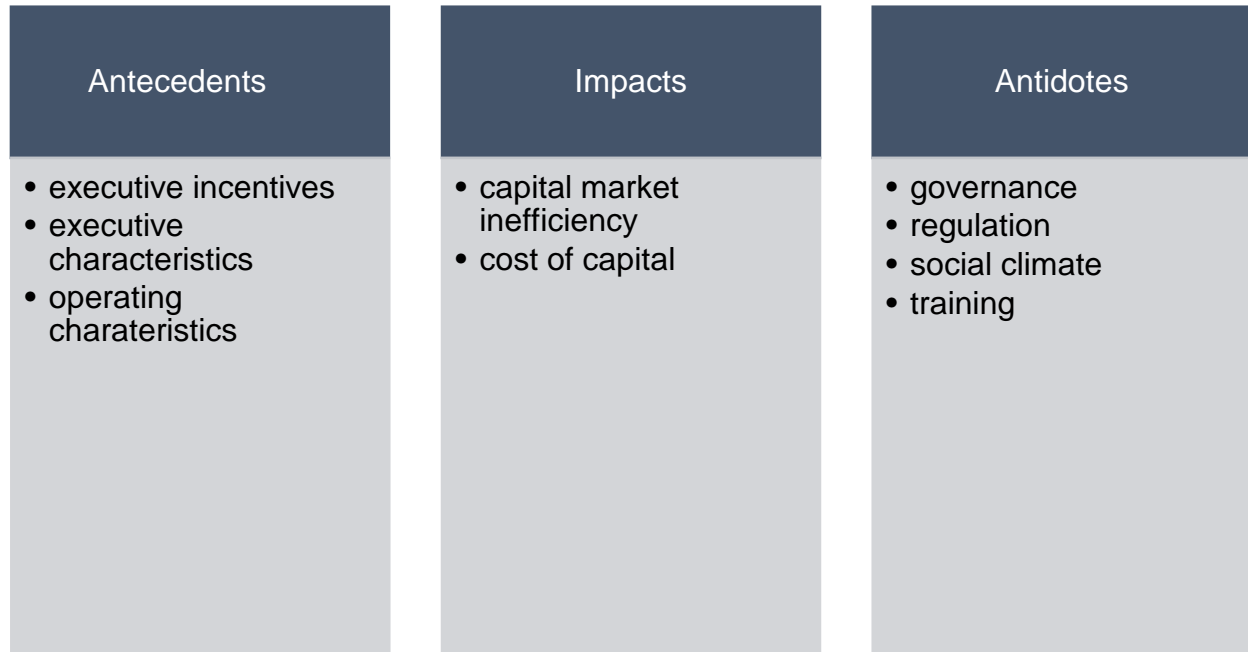 Antecedents
• executive incentives
• executive
characteristics
• operating
charateristics
Impacts
• capital market
inefficiency
• cost of capital
Antidotes
• governance
• regulation
• social climate
• training